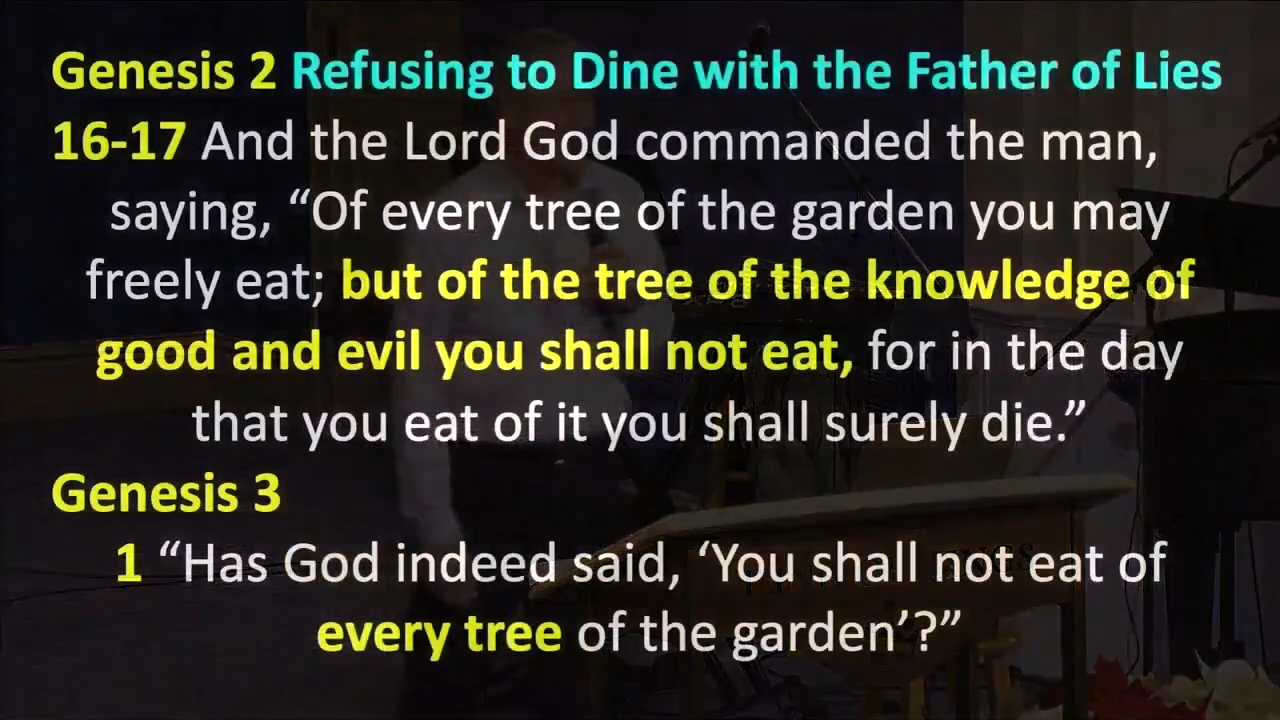 Genesis 2 Refusing to Dine with the Father of Lies
16-17 And the Lord God commanded the man,
saying, “Of every tree of the garden you may
freely eat; but of the tree of the knowledge of
good and evil you shall not eat, for in the day
that you eat of it you shall surely die.”
Genesis 3
1 “Has God indeed said, ‘You shall not eat of
every tree of the garden’?”